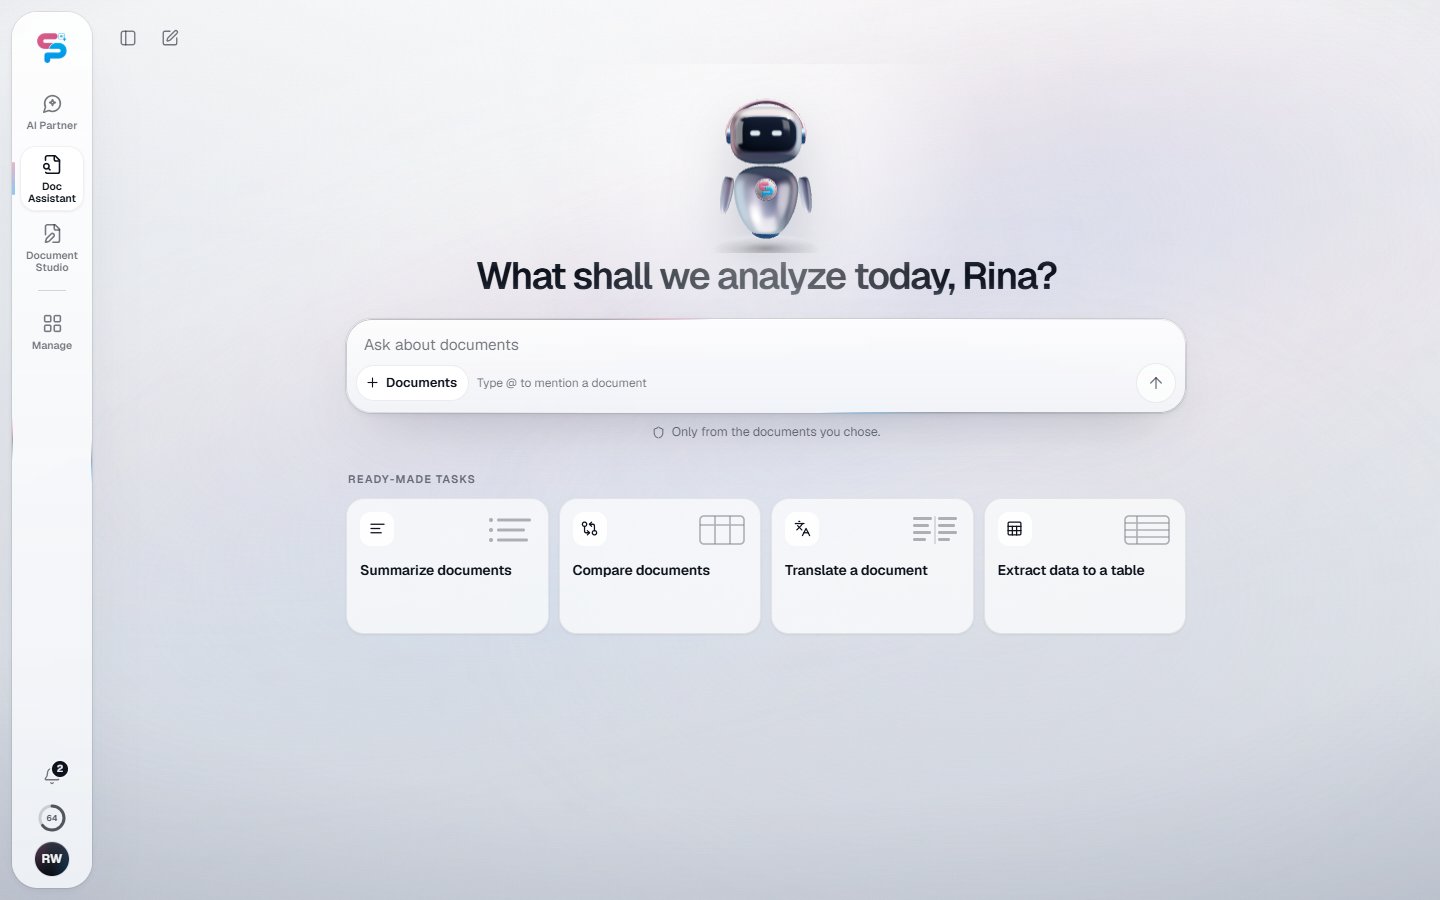 AI Partner
Doc
Assistant
Document
Studio
Manage
2
64
RW
What shall we analyze today, Rina?
Ask about documents
Documents
Type @ to mention a document
Only from the documents you chose.
READY-MADE TASKS
Summarize documents
Compare documents
Translate a document
Extract data to a table